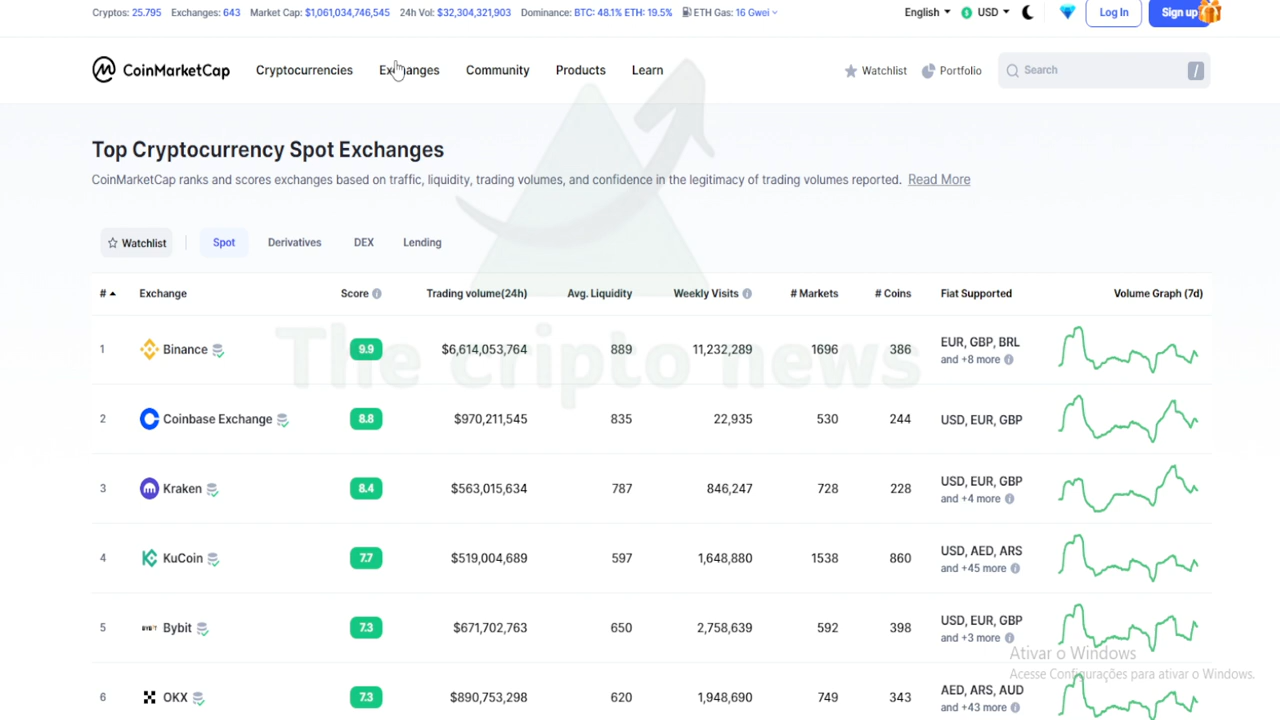 Cryptos: 25.795 Exchanges: 643 Market Cap: $1,061,034,746,545 24h Vol: $32,304,321,903 Dominance: BTC: 48.1% ETH: 19.5% ETH Gas: 16 Gwei English USD Log In Sign up
CoinMarketCap Cryptocurrencies Exchanges Community Products Learn Watchlist Portfolio Search /
Top Cryptocurrency Spot Exchanges
CoinMarketCap ranks and scores exchanges based on traffic, liquidity, trading volumes, and confidence in the legitimacy of trading volumes reported. Read More
Watchlist Spot Derivatives DEX Lending
# Exchange Score Trading volume(24h) Avg. Liquidity Weekly Visits # Markets # Coins Fiat Supported Volume Graph (7d)
1 Binance 9.9 $6,614,053,764 889 11,232,289 1696 386 EUR, GBP, BRL
and +8 more
The cripto news
2 Coinbase Exchange 8.8 $970,211,545 835 22,935 530 244 USD, EUR, GBP
3 Kraken 8.4 $563,015,634 787 846,247 728 228 USD, EUR, GBP
and +4 more
4 KuCoin 7.7 $519,004,689 597 1,648,880 1538 860 USD, AED, ARS
and +45 more
5 BYBIT Bybit 7.3 $671,702,763 650 2,758,639 592 398 USD, EUR, GBP
and +3 more
Ativar o Windows
Acesse Configurações para ativar o Windows.
6 OKX 7.3 $890,753,298 620 1,948,690 749 343 AED, ARS, AUD
and +43 more